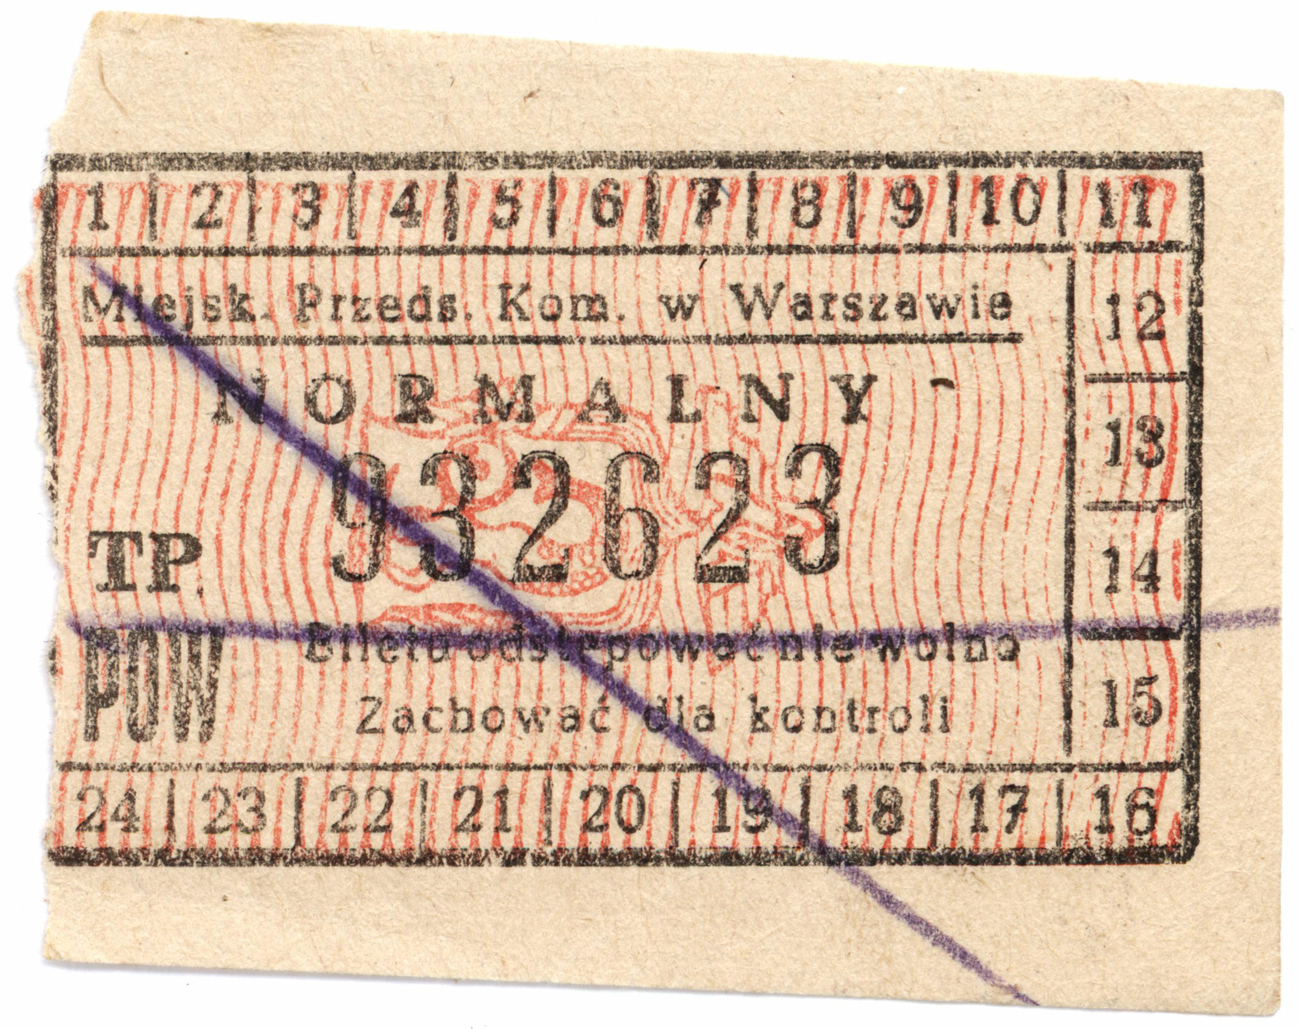 1 2 3 4 5 6 7 8 9 10 11
Miejsk. Przeds. Kom. w Warszawie
12
NORMALNY
13
932623
TP
14
POW
Biletu odstępować nie wolno
Zachować dla kontroli
15
24 23 22 21 20 19 18 17 16